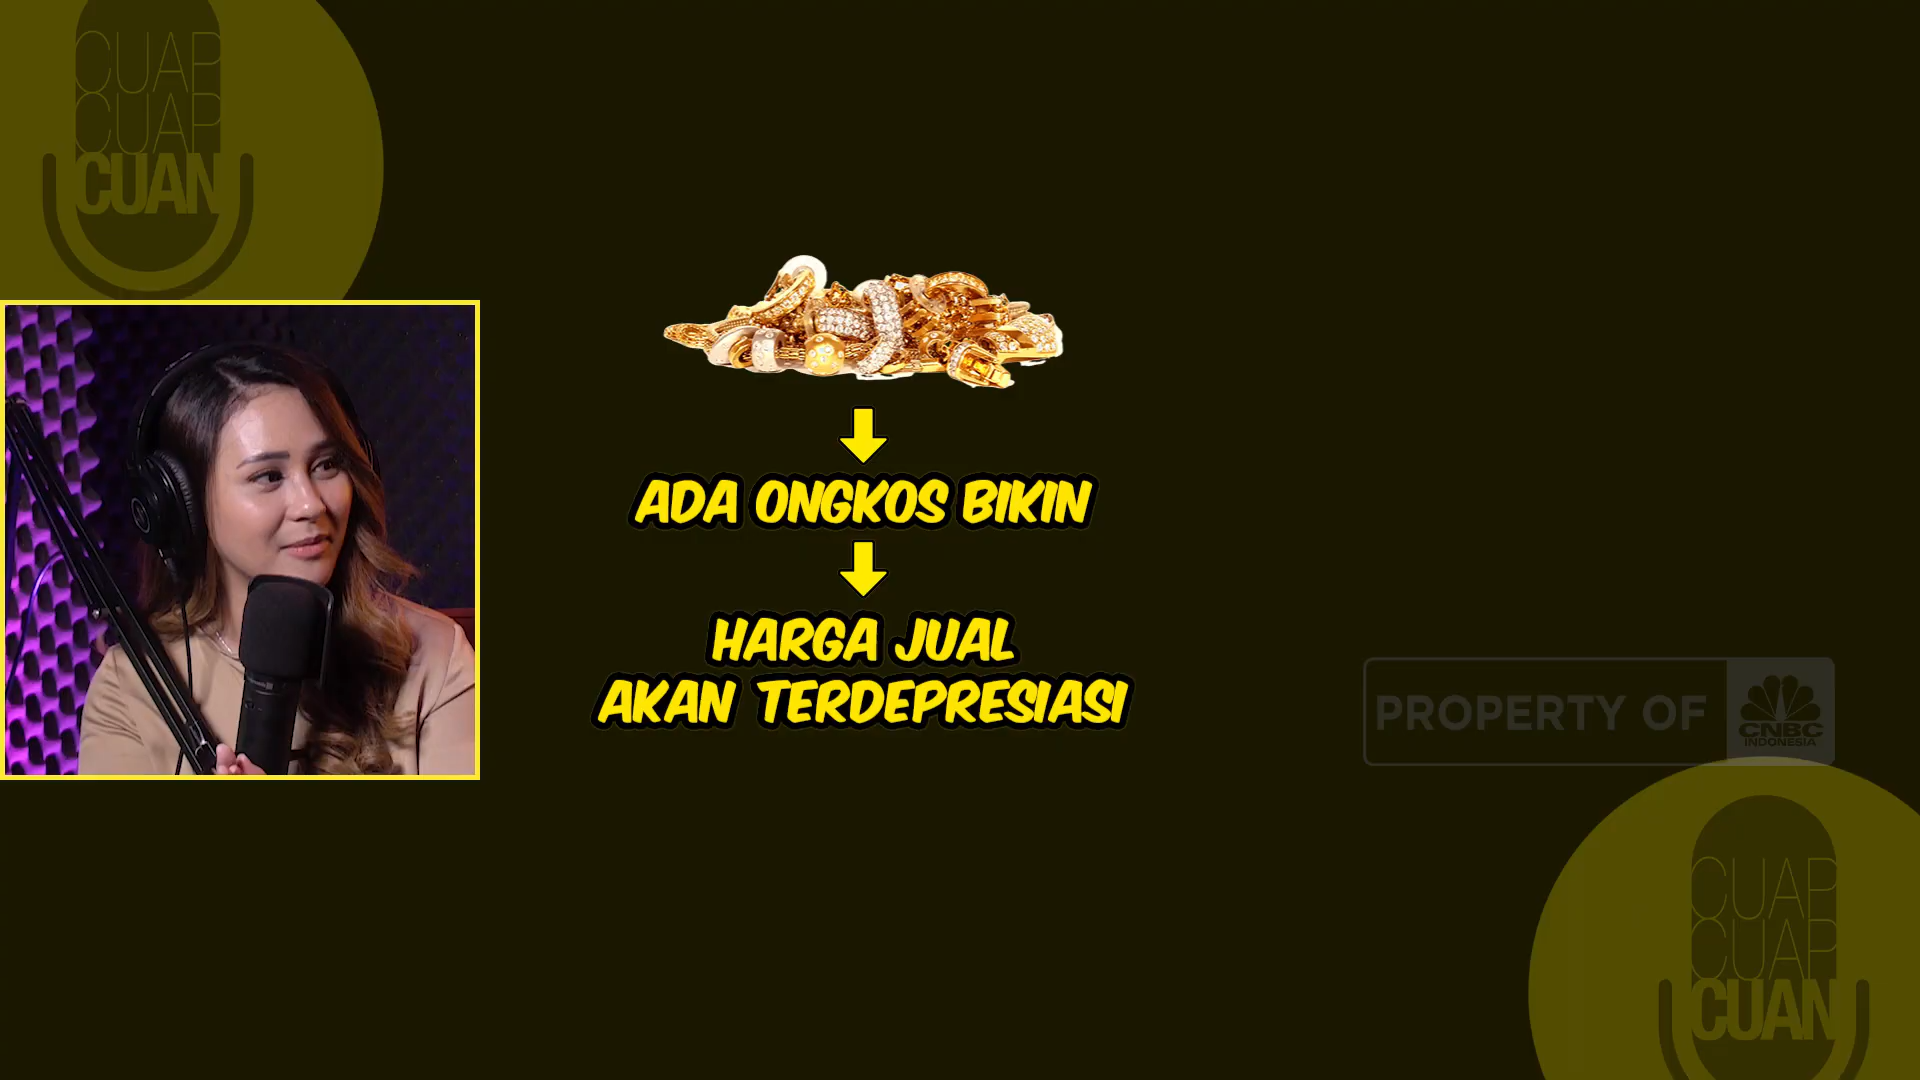 CUAP
CUAP
CUAN
ADA ONGKOS BIKIN
HARGA JUAL
AKAN TERDEPRESIASI
PROPERTY OF
CNBC
INDONESIA
CUAP
CUAP
CUAN